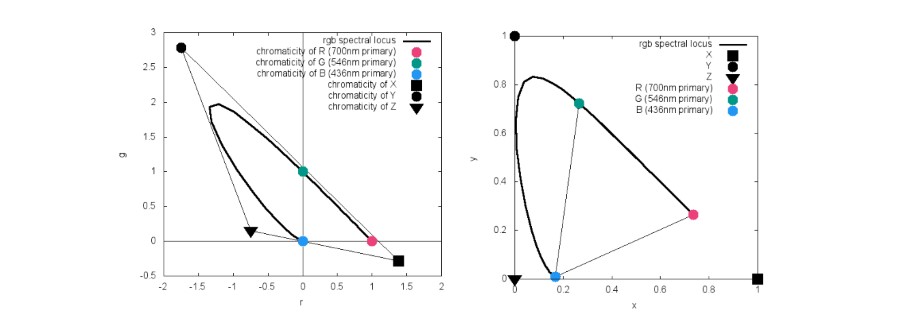 rgb spectral locus
chromaticity of R (700nm primary)
chromaticity of G (546nm primary)
chromaticity of B (436nm primary)
chromaticity of X
chromaticity of Y
chromaticity of Z
3
2.5
2
1.5
1
0.5
0
-0.5
g
-2
-1.5
-1
-0.5
0
0.5
1
1.5
2
r
rgb spectral locus
X
Y
Z
R (700nm primary)
G (546nm primary)
B (436nm primary)
1
0.8
0.6
0.4
0.2
0
y
0
0.2
0.4
0.6
0.8
1
x